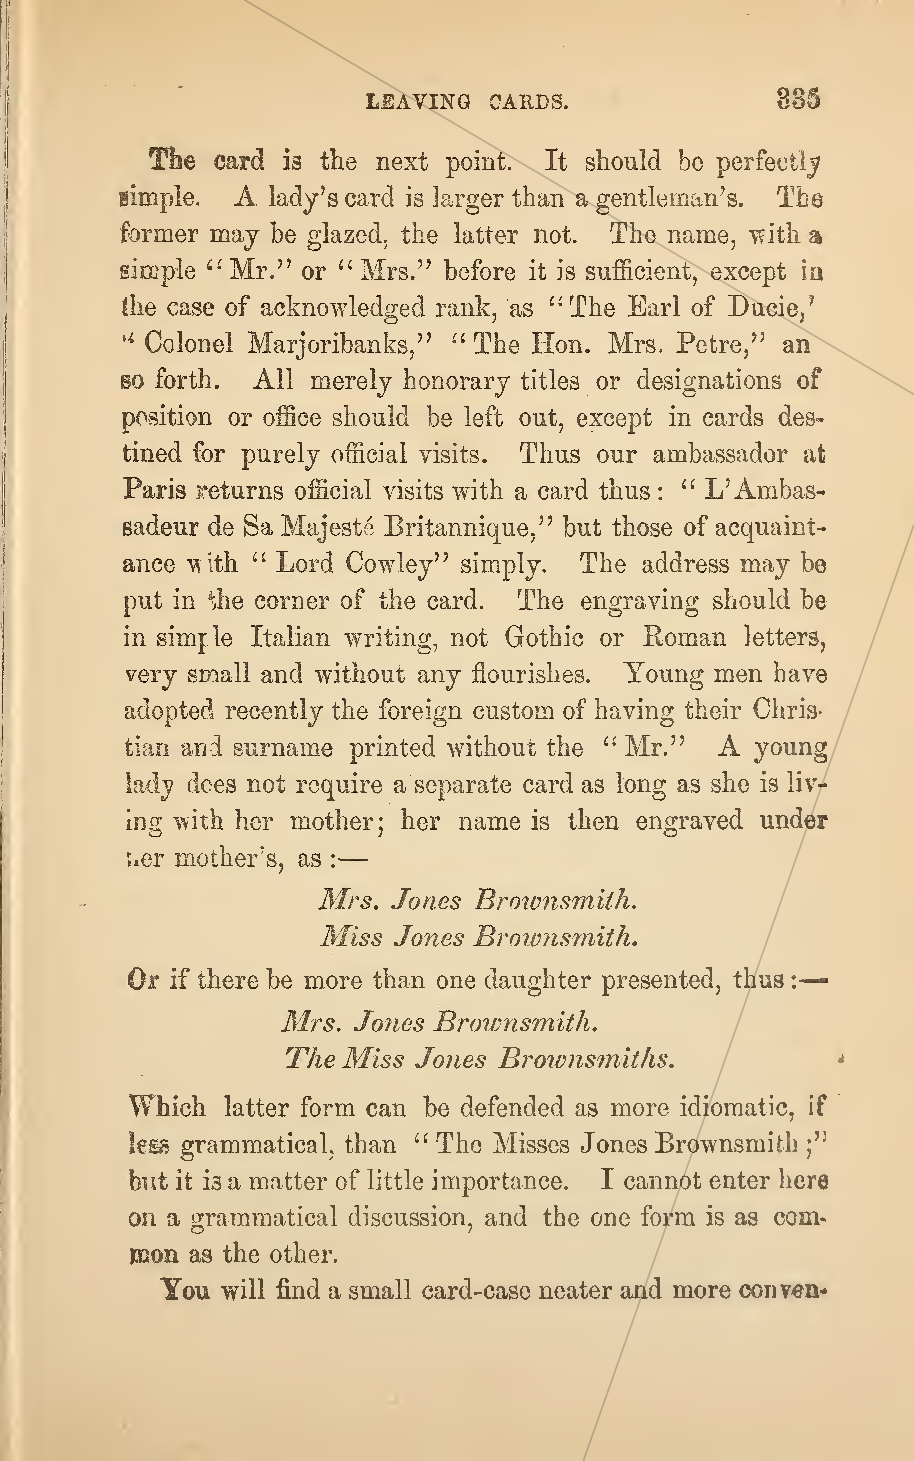 LEAVING CARDS. 335
The card is the next point. It should be perfectly
simple. A lady's card is larger than a gentleman's. The
former may be glazed, the latter not. The name, with a
simple “Mr.” or “Mrs.” before it is sufficient, except in
the case of acknowledged rank, as “The Earl of Ducie,'
“Colonel Marjoribanks,” “The Hon. Mrs. Petre,” an
so forth. All merely honorary titles or designations of
position or office should be left out, except in cards des-
tined for purely official visits. Thus our ambassador at
Paris returns official visits with a card thus: “L'Ambas-
sadeur de Sa Majesté Britannique,” but those of acquaint-
ance with “Lord Cowley” simply. The address may be
put in the corner of the card. The engraving should be
in simple Italian writing, not Gothic or Roman letters,
very small and without any flourishes. Young men have
adopted recently the foreign custom of having their Chris-
tian and surname printed without the “Mr.” A young
lady does not require a separate card as long as she is liv-
ing with her mother; her name is then engraved under
her mother's, as:—
Mrs. Jones Brownsmith.
Miss Jones Brownsmith.
Or if there be more than one daughter presented, thus:—
Mrs. Jones Brownsmith.
The Miss Jones Brownsmiths.
Which latter form can be defended as more idiomatic, if
less grammatical, than “The Misses Jones Brownsmith;”
but it is a matter of little importance. I cannot enter here
on a grammatical discussion, and the one form is as com-
mon as the other.
You will find a small card-case neater and more conven-